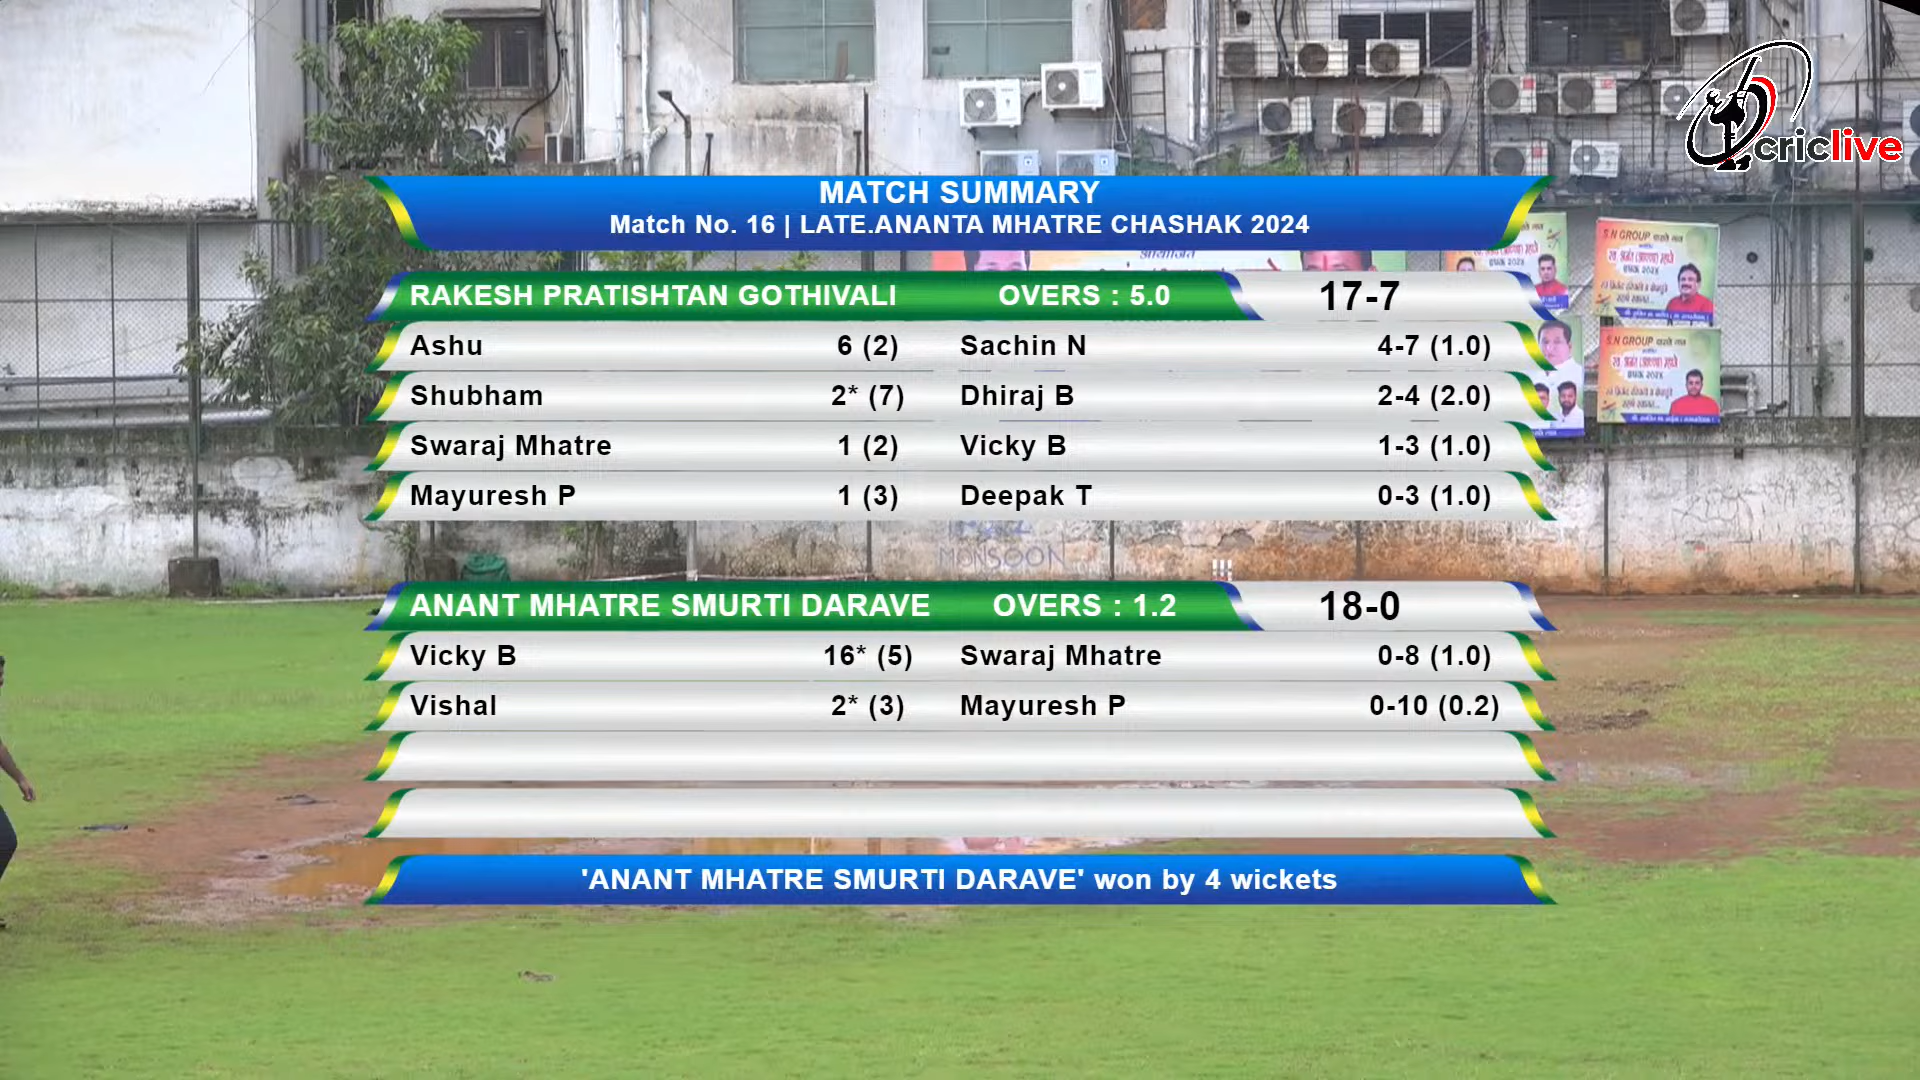 criclive
MATCH SUMMARY
Match No. 16 | LATE.ANANTA MHATRE CHASHAK 2024
आयोजित
S.N GROUP
RAKESH PRATISHTAN GOTHIVALI OVERS : 5.0 17-7
Ashu 6 (2) Sachin N 4-7 (1.0)
Shubham 2* (7) Dhiraj B 2-4 (2.0)
Swaraj Mhatre 1 (2) Vicky B 1-3 (1.0)
Mayuresh P 1 (3) Deepak T 0-3 (1.0)
S.N GROUP
MONSOON
ANANT MHATRE SMURTI DARAVE OVERS : 1.2 18-0
Vicky B 16* (5) Swaraj Mhatre 0-8 (1.0)
Vishal 2* (3) Mayuresh P 0-10 (0.2)
'ANANT MHATRE SMURTI DARAVE' won by 4 wickets